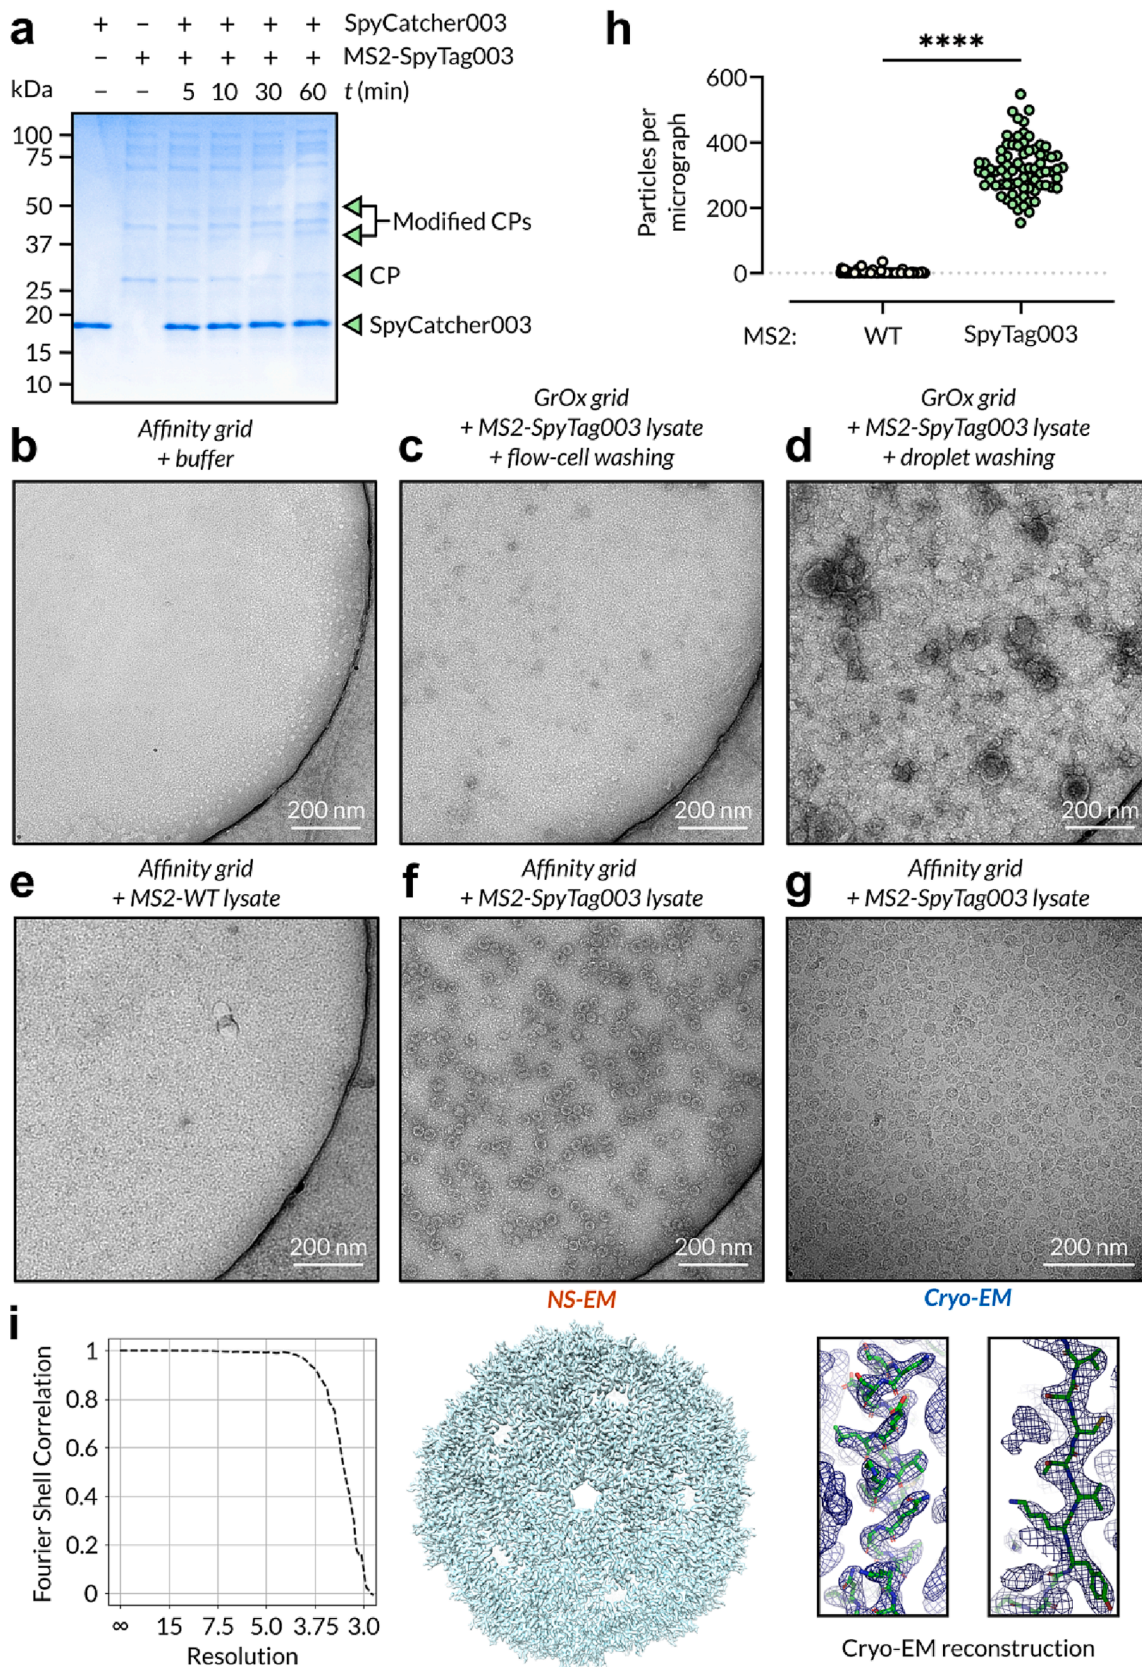 a
+ – + + + + SpyCatcher003
– + + + + + MS2-SpyTag003
kDa – – 5 10 30 60 t (min)
100
75
50
37
25
20
15
10
Modified CPs
CP
SpyCatcher003
h
****
Particles per
micrograph
600
400
200
0
MS2: WT SpyTag003
b
Affinity grid
+ buffer
200 nm
c
GrOx grid
+ MS2-SpyTag003 lysate
+ flow-cell washing
200 nm
d
GrOx grid
+ MS2-SpyTag003 lysate
+ droplet washing
200 nm
e
Affinity grid
+ MS2-WT lysate
200 nm
f
Affinity grid
+ MS2-SpyTag003 lysate
200 nm
NS-EM
g
Affinity grid
+ MS2-SpyTag003 lysate
200 nm
Cryo-EM
i
Fourier Shell Correlation
1
0.8
0.6
0.4
0.2
0
∞ 15 7.5 5.0 3.75 3.0
Resolution
Cryo-EM reconstruction